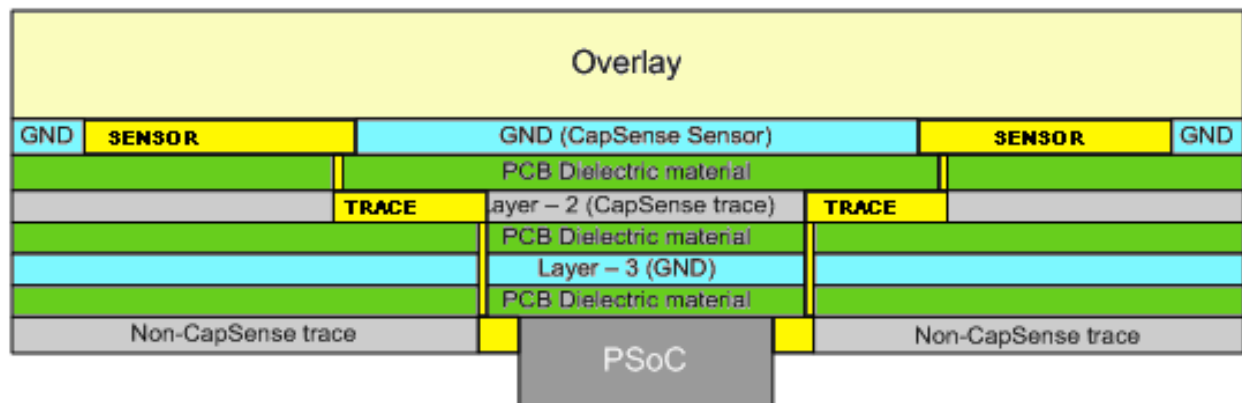 Overlay
GND SENSOR GND (CapSense Sensor) SENSOR GND
PCB Dielectric material
TRACE ayer – 2 (CapSense trace) TRACE
PCB Dielectric material
Layer – 3 (GND)
PCB Dielectric material
Non-CapSense trace Non-CapSense trace
PSoC